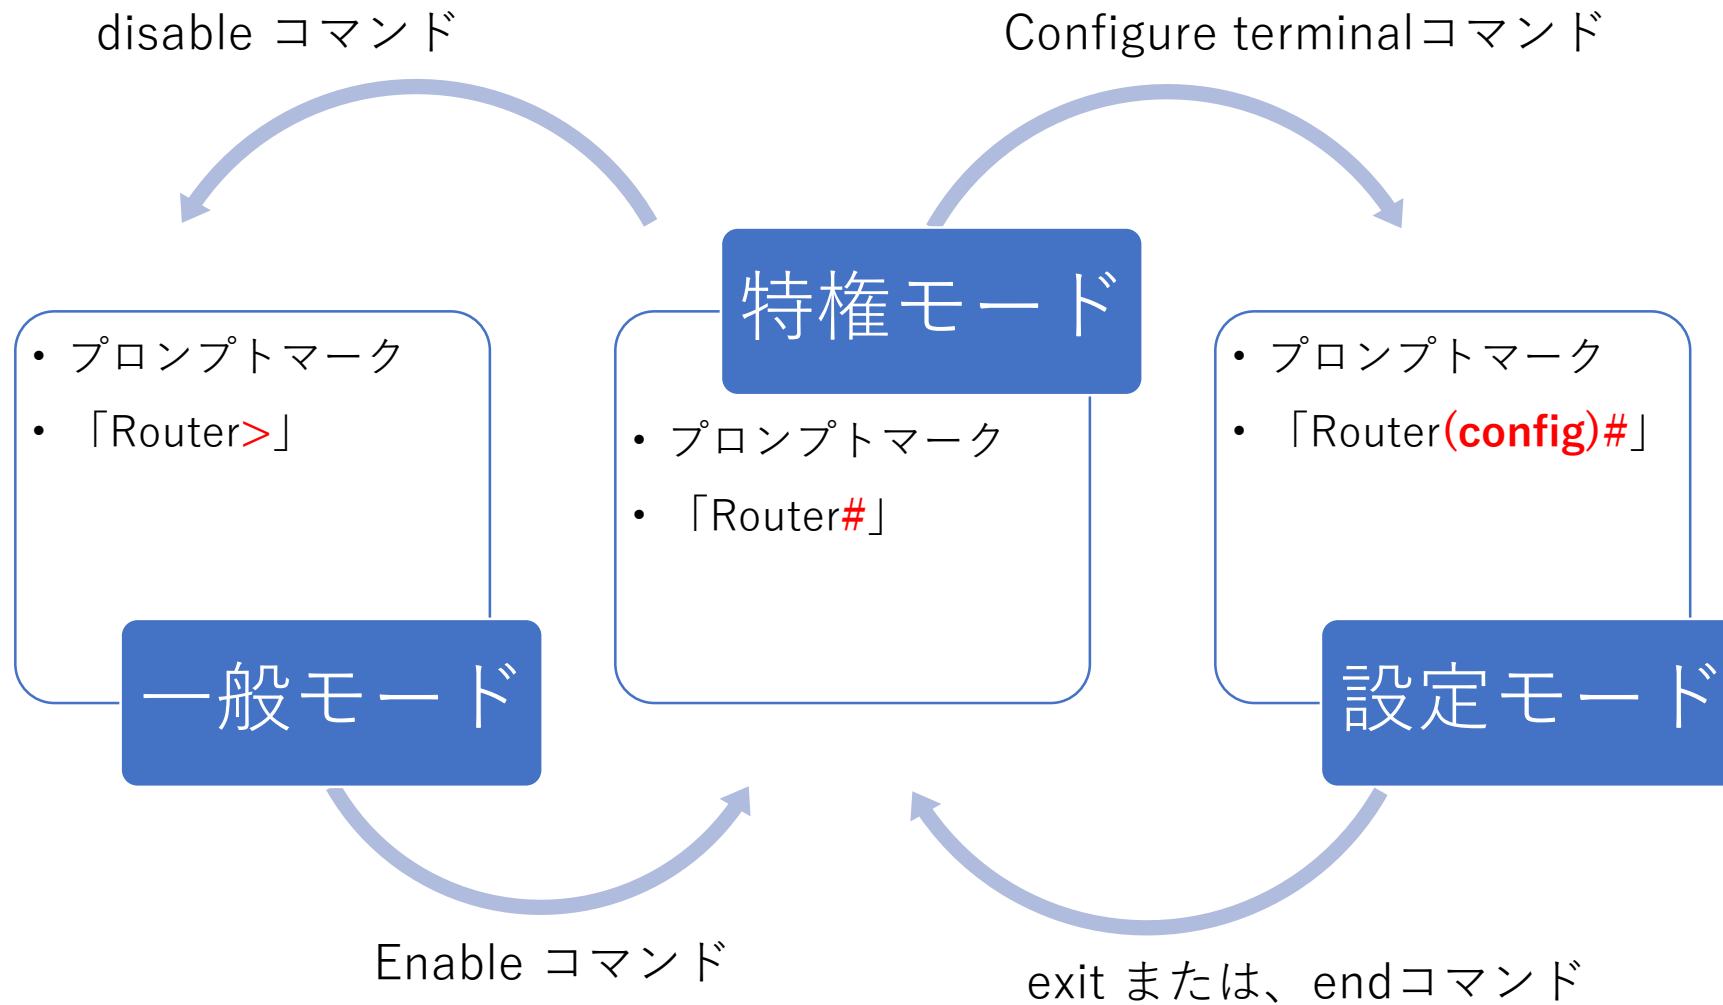 disable コマンド
Configure terminalコマンド
• プロンプトマーク
• 「Router>」
一般モード
特権モード
• プロンプトマーク
• 「Router#」
• プロンプトマーク
• 「Router(config)#」
設定モード
Enable コマンド
exit または、endコマンド